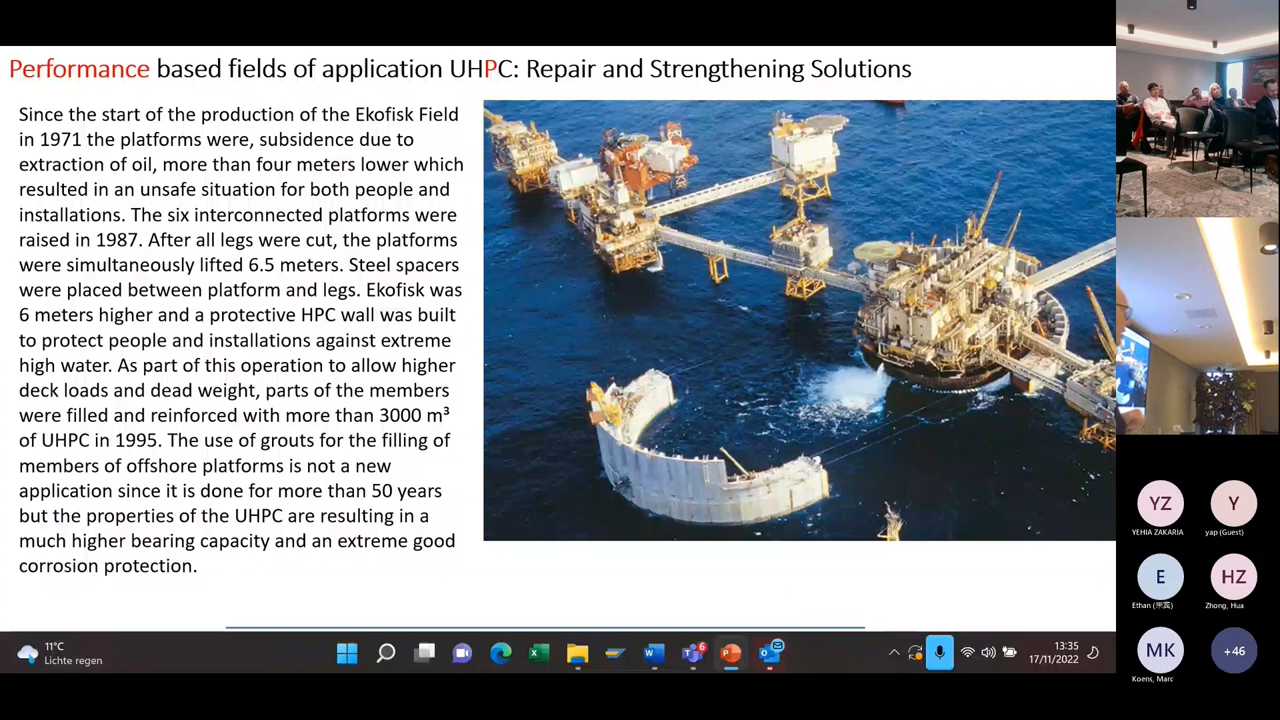 Performance based fields of application UHPC: Repair and Strengthening Solutions
Since the start of the production of the Ekofisk Field
in 1971 the platforms were, subsidence due to
extraction of oil, more than four meters lower which
resulted in an unsafe situation for both people and
installations. The six interconnected platforms were
raised in 1987. After all legs were cut, the platforms
were simultaneously lifted 6.5 meters. Steel spacers
were placed between platform and legs. Ekofisk was
6 meters higher and a protective HPC wall was built
to protect people and installations against extreme
high water. As part of this operation to allow higher
deck loads and dead weight, parts of the members
were filled and reinforced with more than 3000 m³
of UHPC in 1995. The use of grouts for the filling of
members of offshore platforms is not a new
application since it is done for more than 50 years
but the properties of the UHPC are resulting in a
much higher bearing capacity and an extreme good
corrosion protection.
YZ
YEHIA ZAKARIA
Y
yap (Guest)
E
Ethan
HZ
Zhong, Hua
MK
Koens, Marc
+46
11°C
Lichte regen
6
13:35
17/11/2022